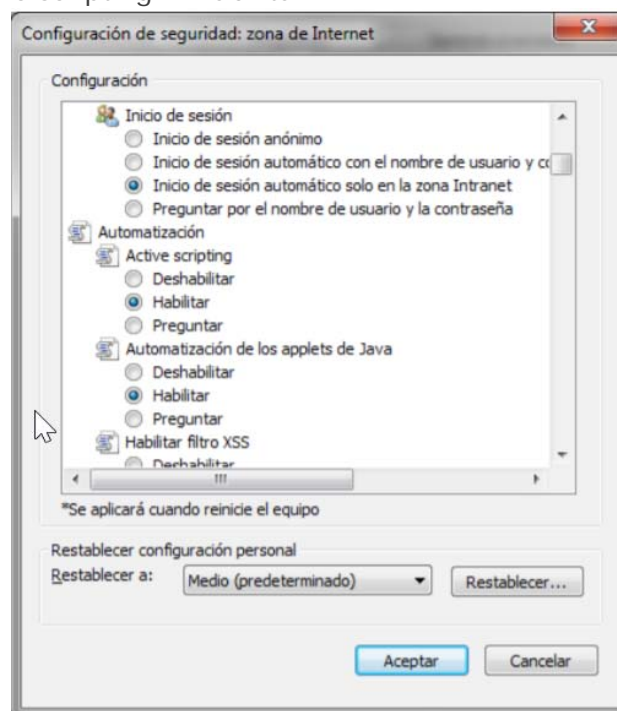 Configuración de seguridad: zona de Internet
Configuración
Inicio de sesión
Inicio de sesión anónimo
Inicio de sesión automático con el nombre de usuario y
Inicio de sesión automático solo en la zona Intranet
Preguntar por el nombre de usuario y la contraseña
Automatización
Active scripting
Deshabilitar
Habilitar
Preguntar
Automatización de los applets de Java
Deshabilitar
Habilitar
Preguntar
Habilitar filtro XSS
Deshabilitar
*Se aplicará cuando reinicie el equipo
Restablecer configuración personal
Restablecer a: Medio (predeterminado) Restablecer...
Aceptar Cancelar